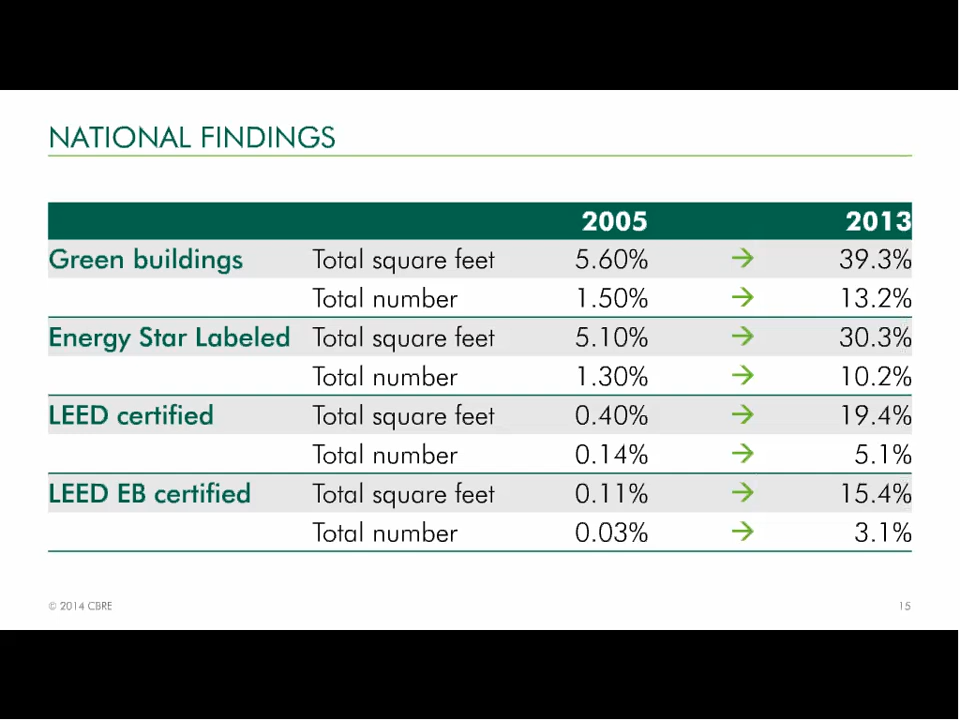 NATIONAL FINDINGS
2005 2013
Green buildings Total square feet 5.60% → 39.3%
Total number 1.50% → 13.2%
Energy Star Labeled Total square feet 5.10% → 30.3%
Total number 1.30% → 10.2%
LEED certified Total square feet 0.40% → 19.4%
Total number 0.14% → 5.1%
LEED EB certified Total square feet 0.11% → 15.4%
Total number 0.03% → 3.1%
© 2014 CBRE 15